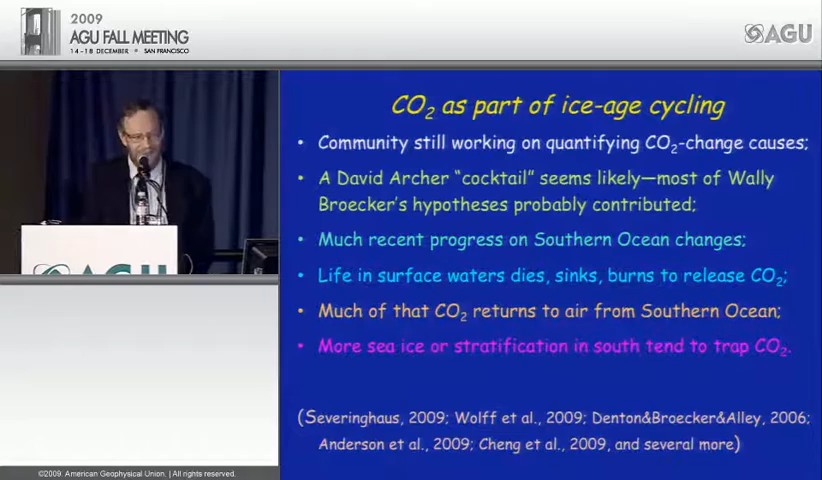 2009
AGU FALL MEETING
14-18 DECEMBER • SAN FRANCISCO
AGU
CO₂ as part of ice-age cycling
• Community still working on quantifying CO₂-change causes;
• A David Archer “cocktail” seems likely—most of Wally
Broecker's hypotheses probably contributed;
• Much recent progress on Southern Ocean changes;
• Life in surface waters dies, sinks, burns to release CO₂;
• Much of that CO₂ returns to air from Southern Ocean;
• More sea ice or stratification in south tend to trap CO₂.
(Severinghaus, 2009; Wolff et al., 2009; Denton&Broecker&Alley, 2006;
Anderson et al., 2009; Cheng et al., 2009, and several more)
AGU
©2009. American Geophysical Union. | All rights reserved.